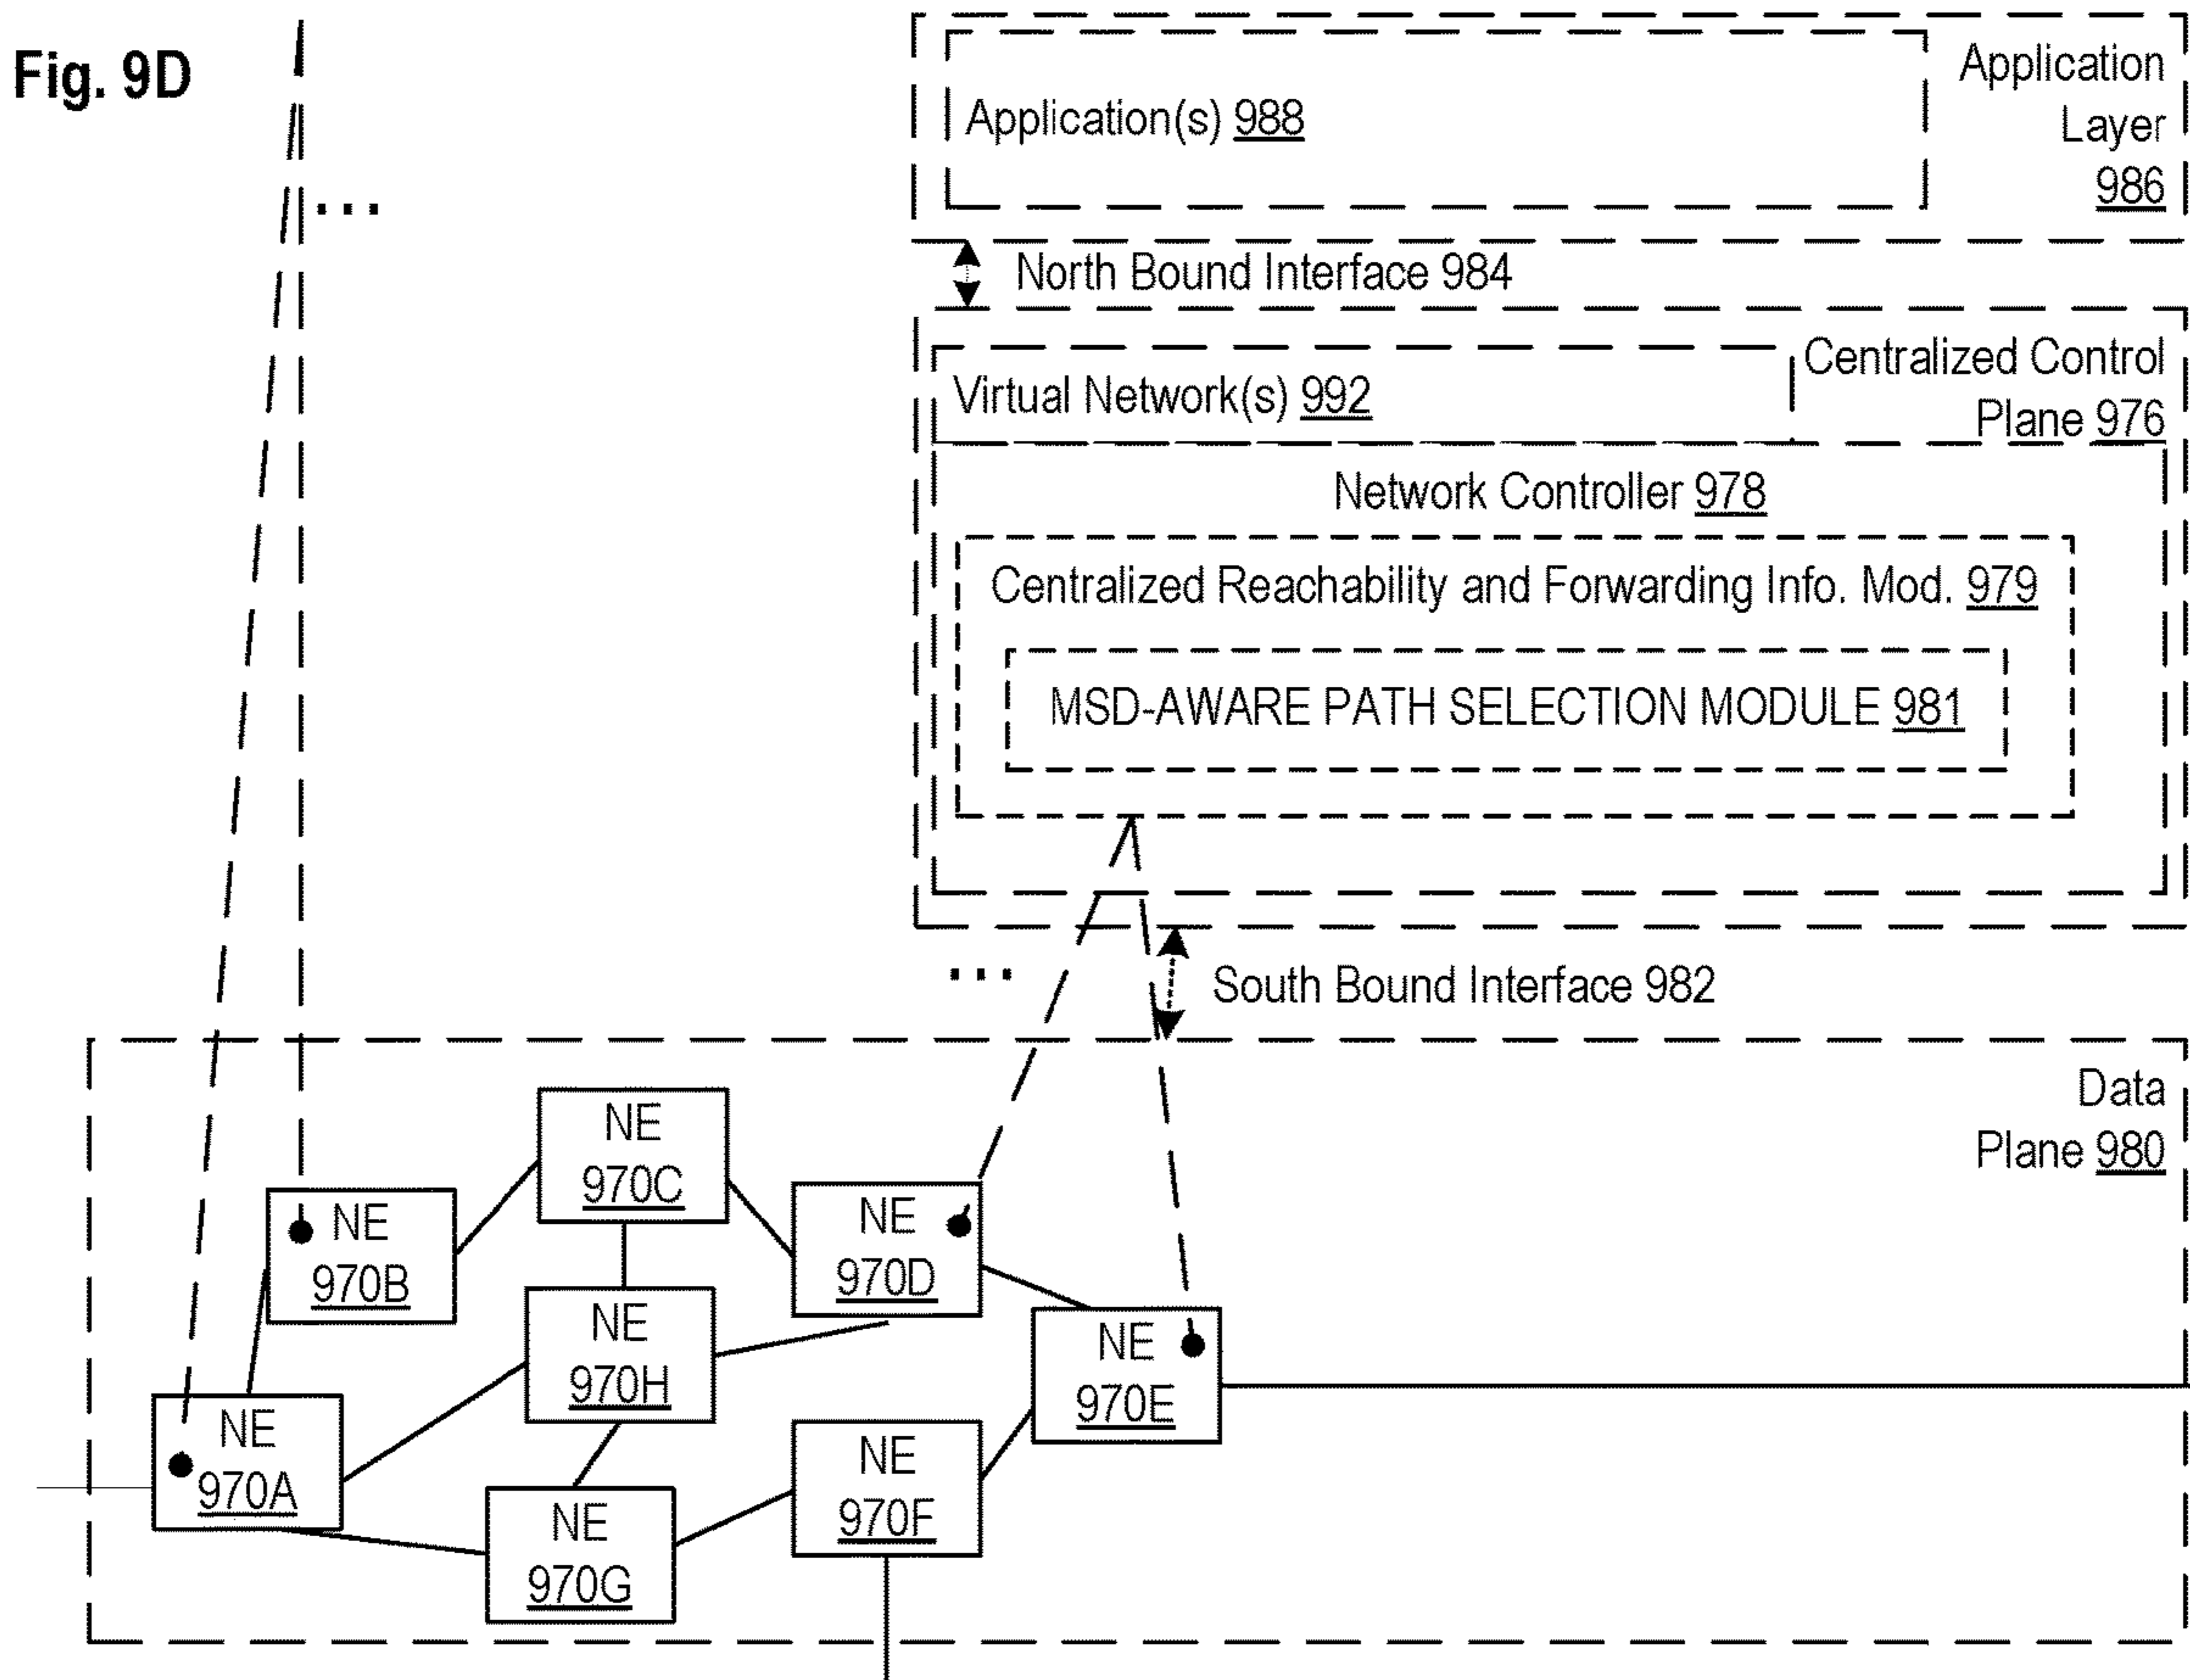 Fig. 9D
Application
Layer
986
Application(s) 988
North Bound Interface 984
Centralized Control
Plane 976
Virtual Network(s) 992
Network Controller 978
Centralized Reachability and Forwarding Info. Mod. 979
MSD-AWARE PATH SELECTION MODULE 981
South Bound Interface 982
Data
Plane 980
NE
970C
NE
970B
NE
970D
NE
970H
NE
970E
NE
970A
NE
970F
NE
970G